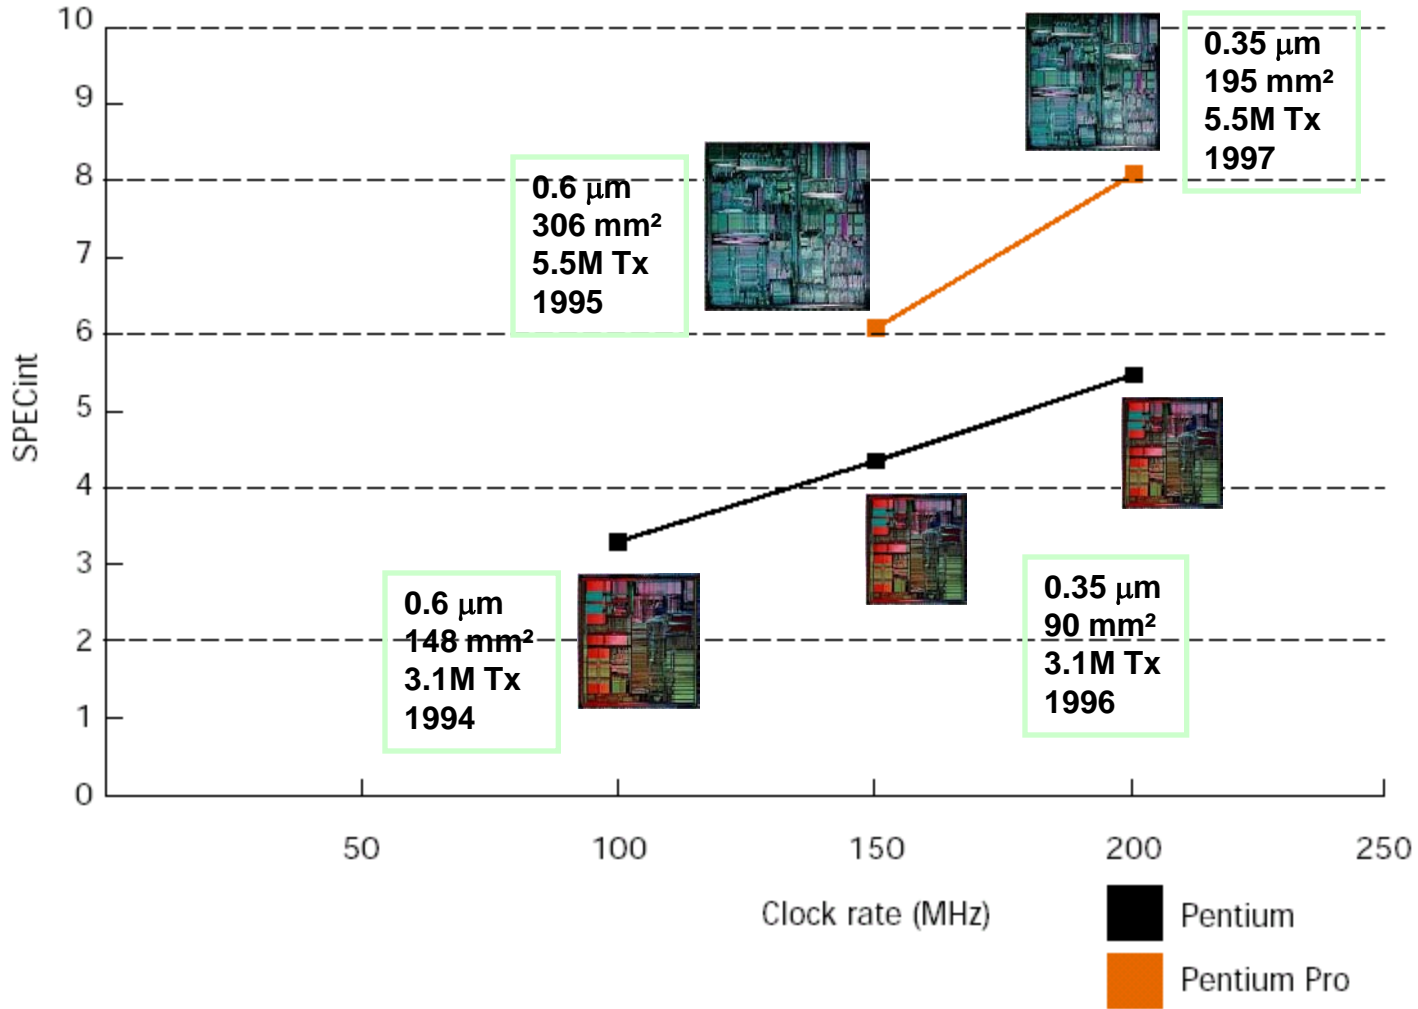 10
9
8
7
6
5
4
3
2
1
0
SPECint
0.6 μm
306 mm²
5.5M Tx
1995
0.35 μm
195 mm²
5.5M Tx
1997
0.6 μm
148 mm²
3.1M Tx
1994
0.35 μm
90 mm²
3.1M Tx
1996
50 100 150 200 250
Clock rate (MHz)
Pentium
Pentium Pro